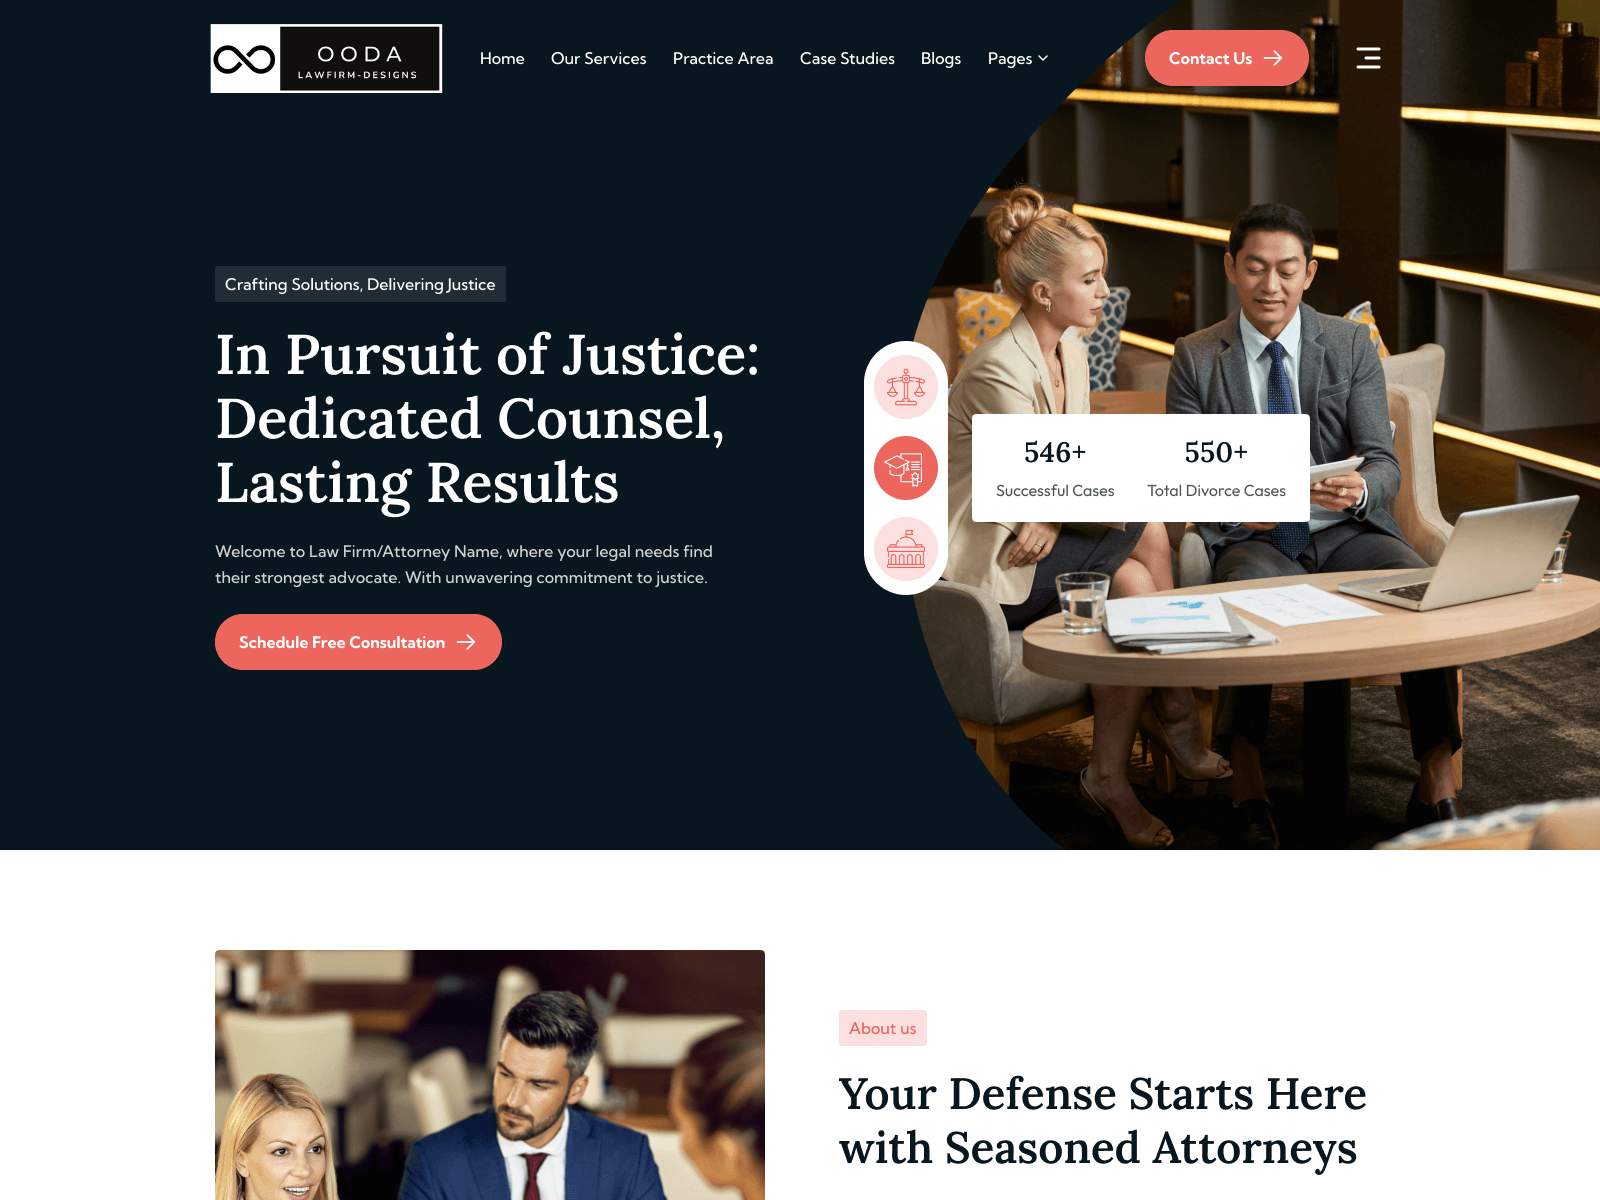 OODA
LAWFIRM-DESIGNS
Home
Our Services
Practice Area
Case Studies
Blogs
Pages
Contact Us
Crafting Solutions, Delivering Justice
In Pursuit of Justice:
Dedicated Counsel,
Lasting Results
Welcome to Law Firm/Attorney Name, where your legal needs find
their strongest advocate. With unwavering commitment to justice.
Schedule Free Consultation
546+
Successful Cases
550+
Total Divorce Cases
About us
Your Defense Starts Here
with Seasoned Attorneys